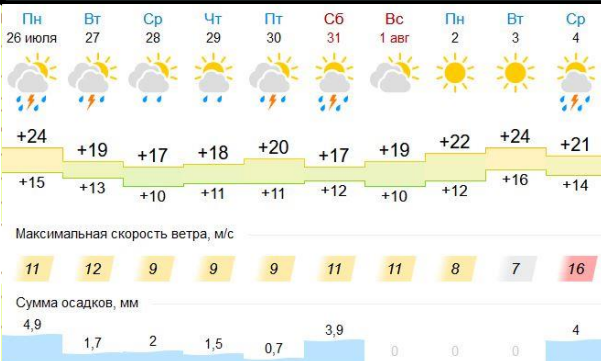 Пн Вт Ср Чт Пт Сб Вс Пн Вт Ср
26 июля 27 28 29 30 31 1 авг 2 3 4
+24 +19 +17 +18 +20 +17 +19 +22 +24 +21
+15 +13 +10 +11 +11 +12 +10 +12 +16 +14
Максимальная скорость ветра, м/с
11 12 9 9 9 11 11 8 7 16
Сумма осадков, мм
4,9 1,7 2 1,5 0,7 3,9 0 0 0 4